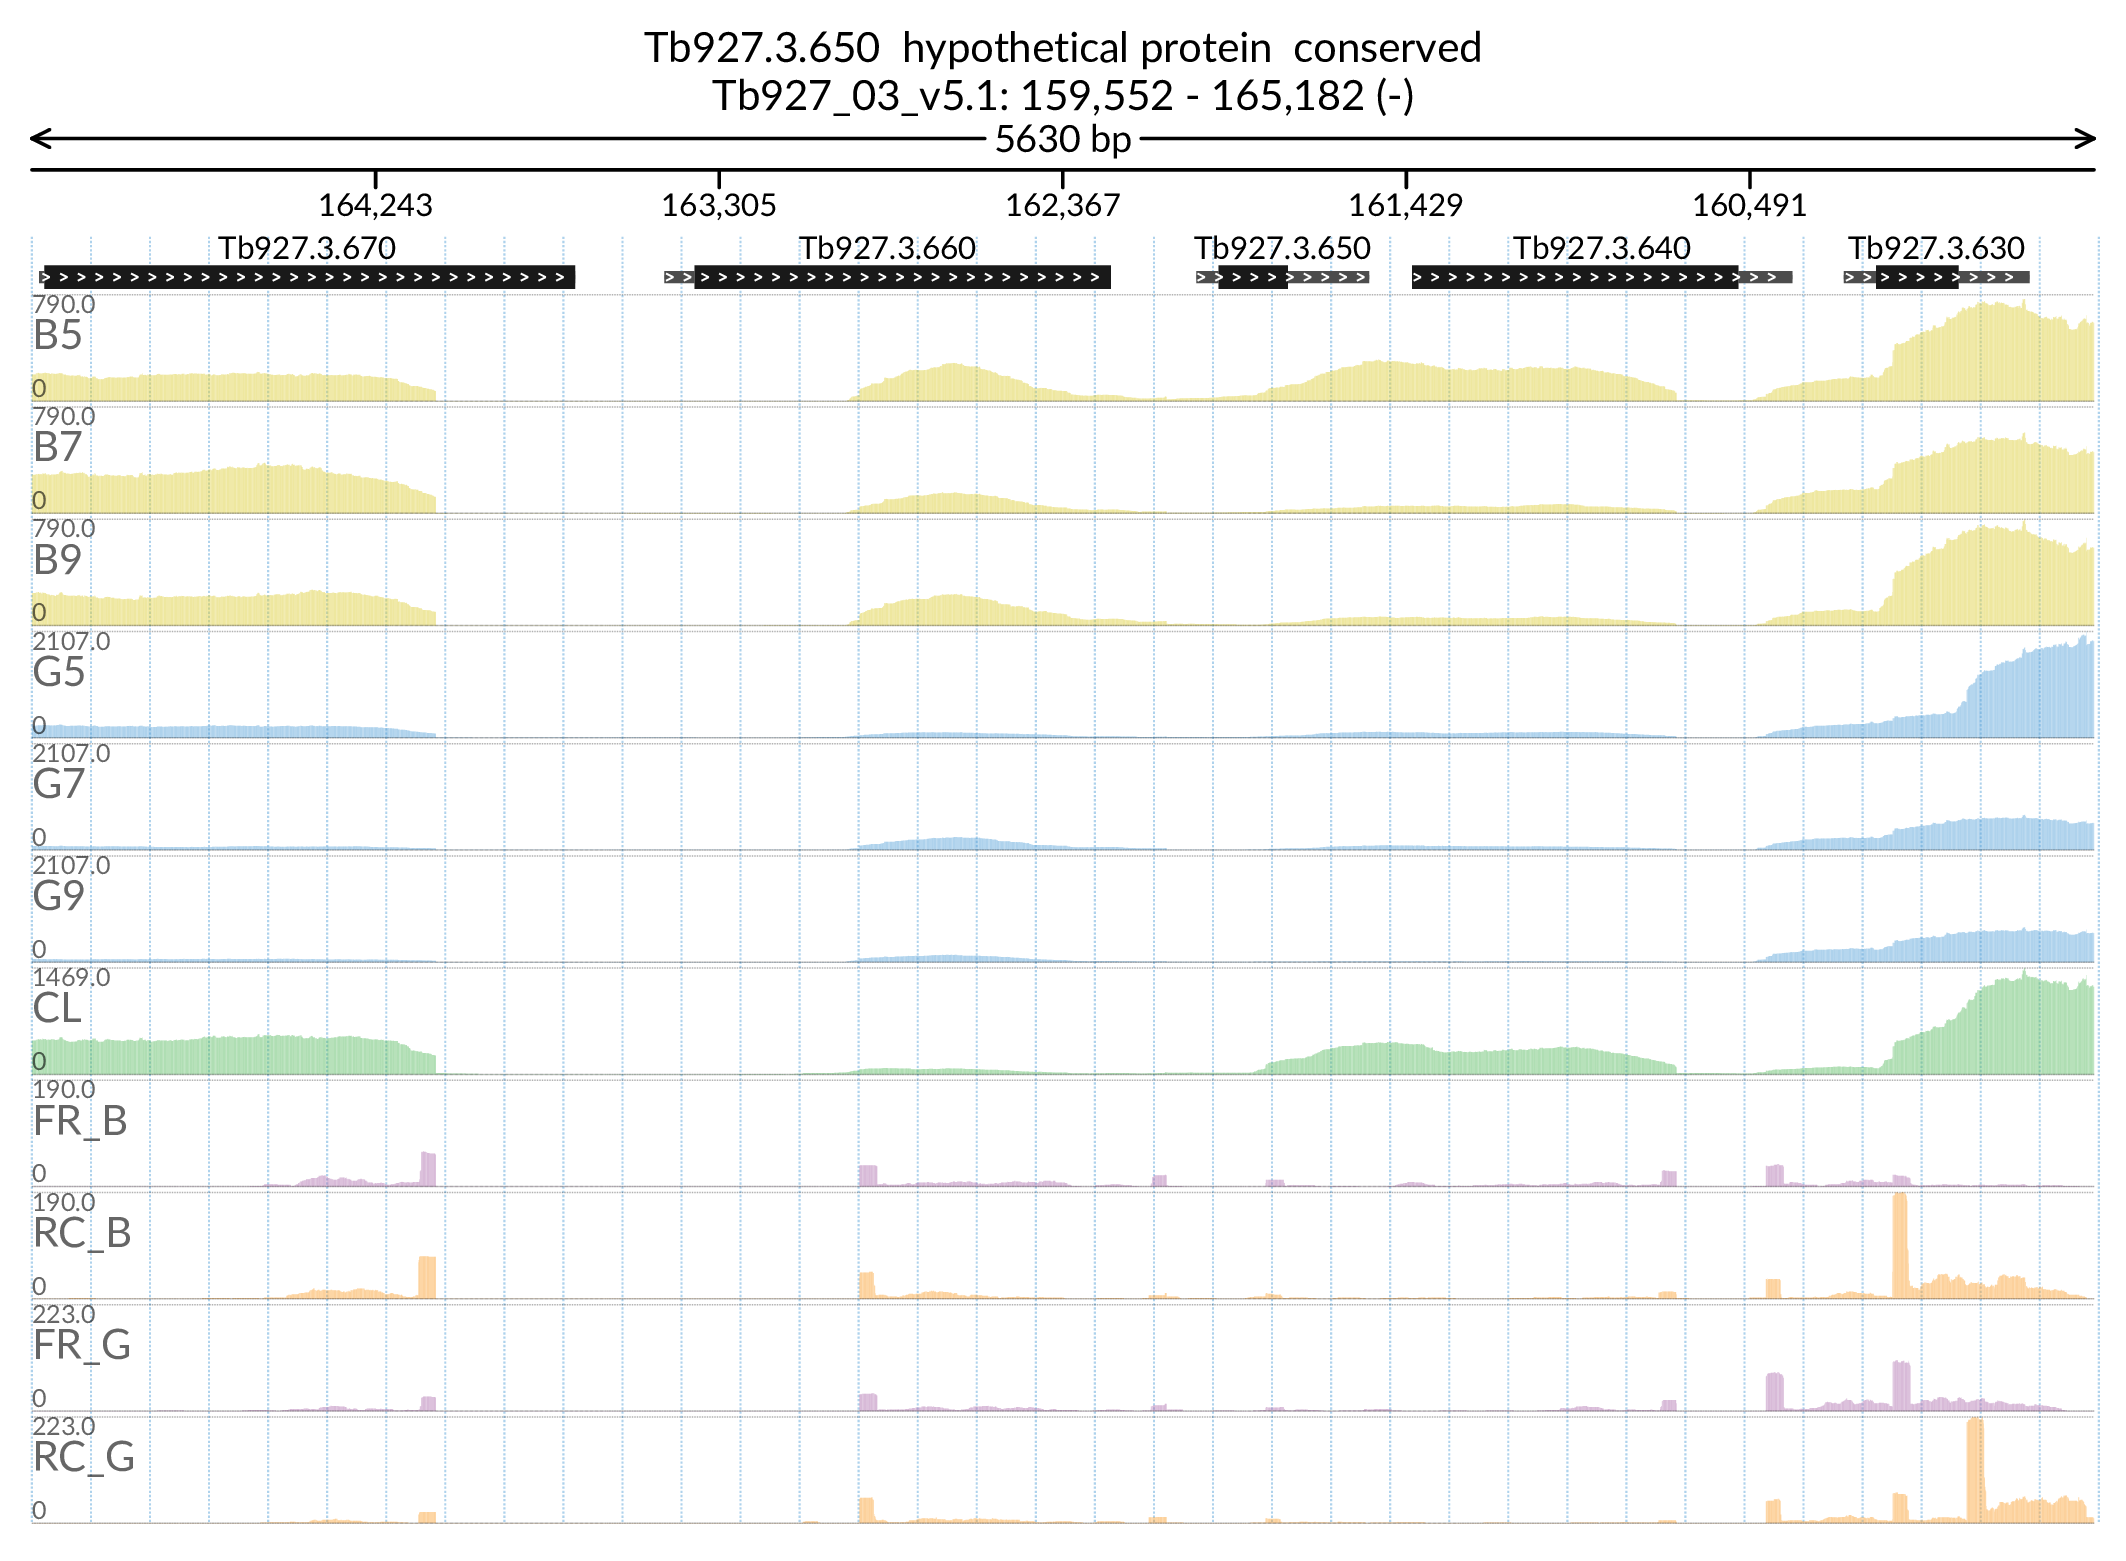 Tb927.3.650 hypothetical protein conserved
Tb927_03_v5.1: 159,552 - 165,182 (-)
5630 bp
164,243 163,305 162,367 161,429 160,491
Tb927.3.670 Tb927.3.660 Tb927.3.650 Tb927.3.640 Tb927.3.630
790.0
B5
0
790.0
B7
0
790.0
B9
0
2107.0
G5
0
2107.0
G7
0
2107.0
G9
0
1469.0
CL
0
190.0
FR_B
0
190.0
RC_B
0
223.0
FR_G
0
223.0
RC_G
0